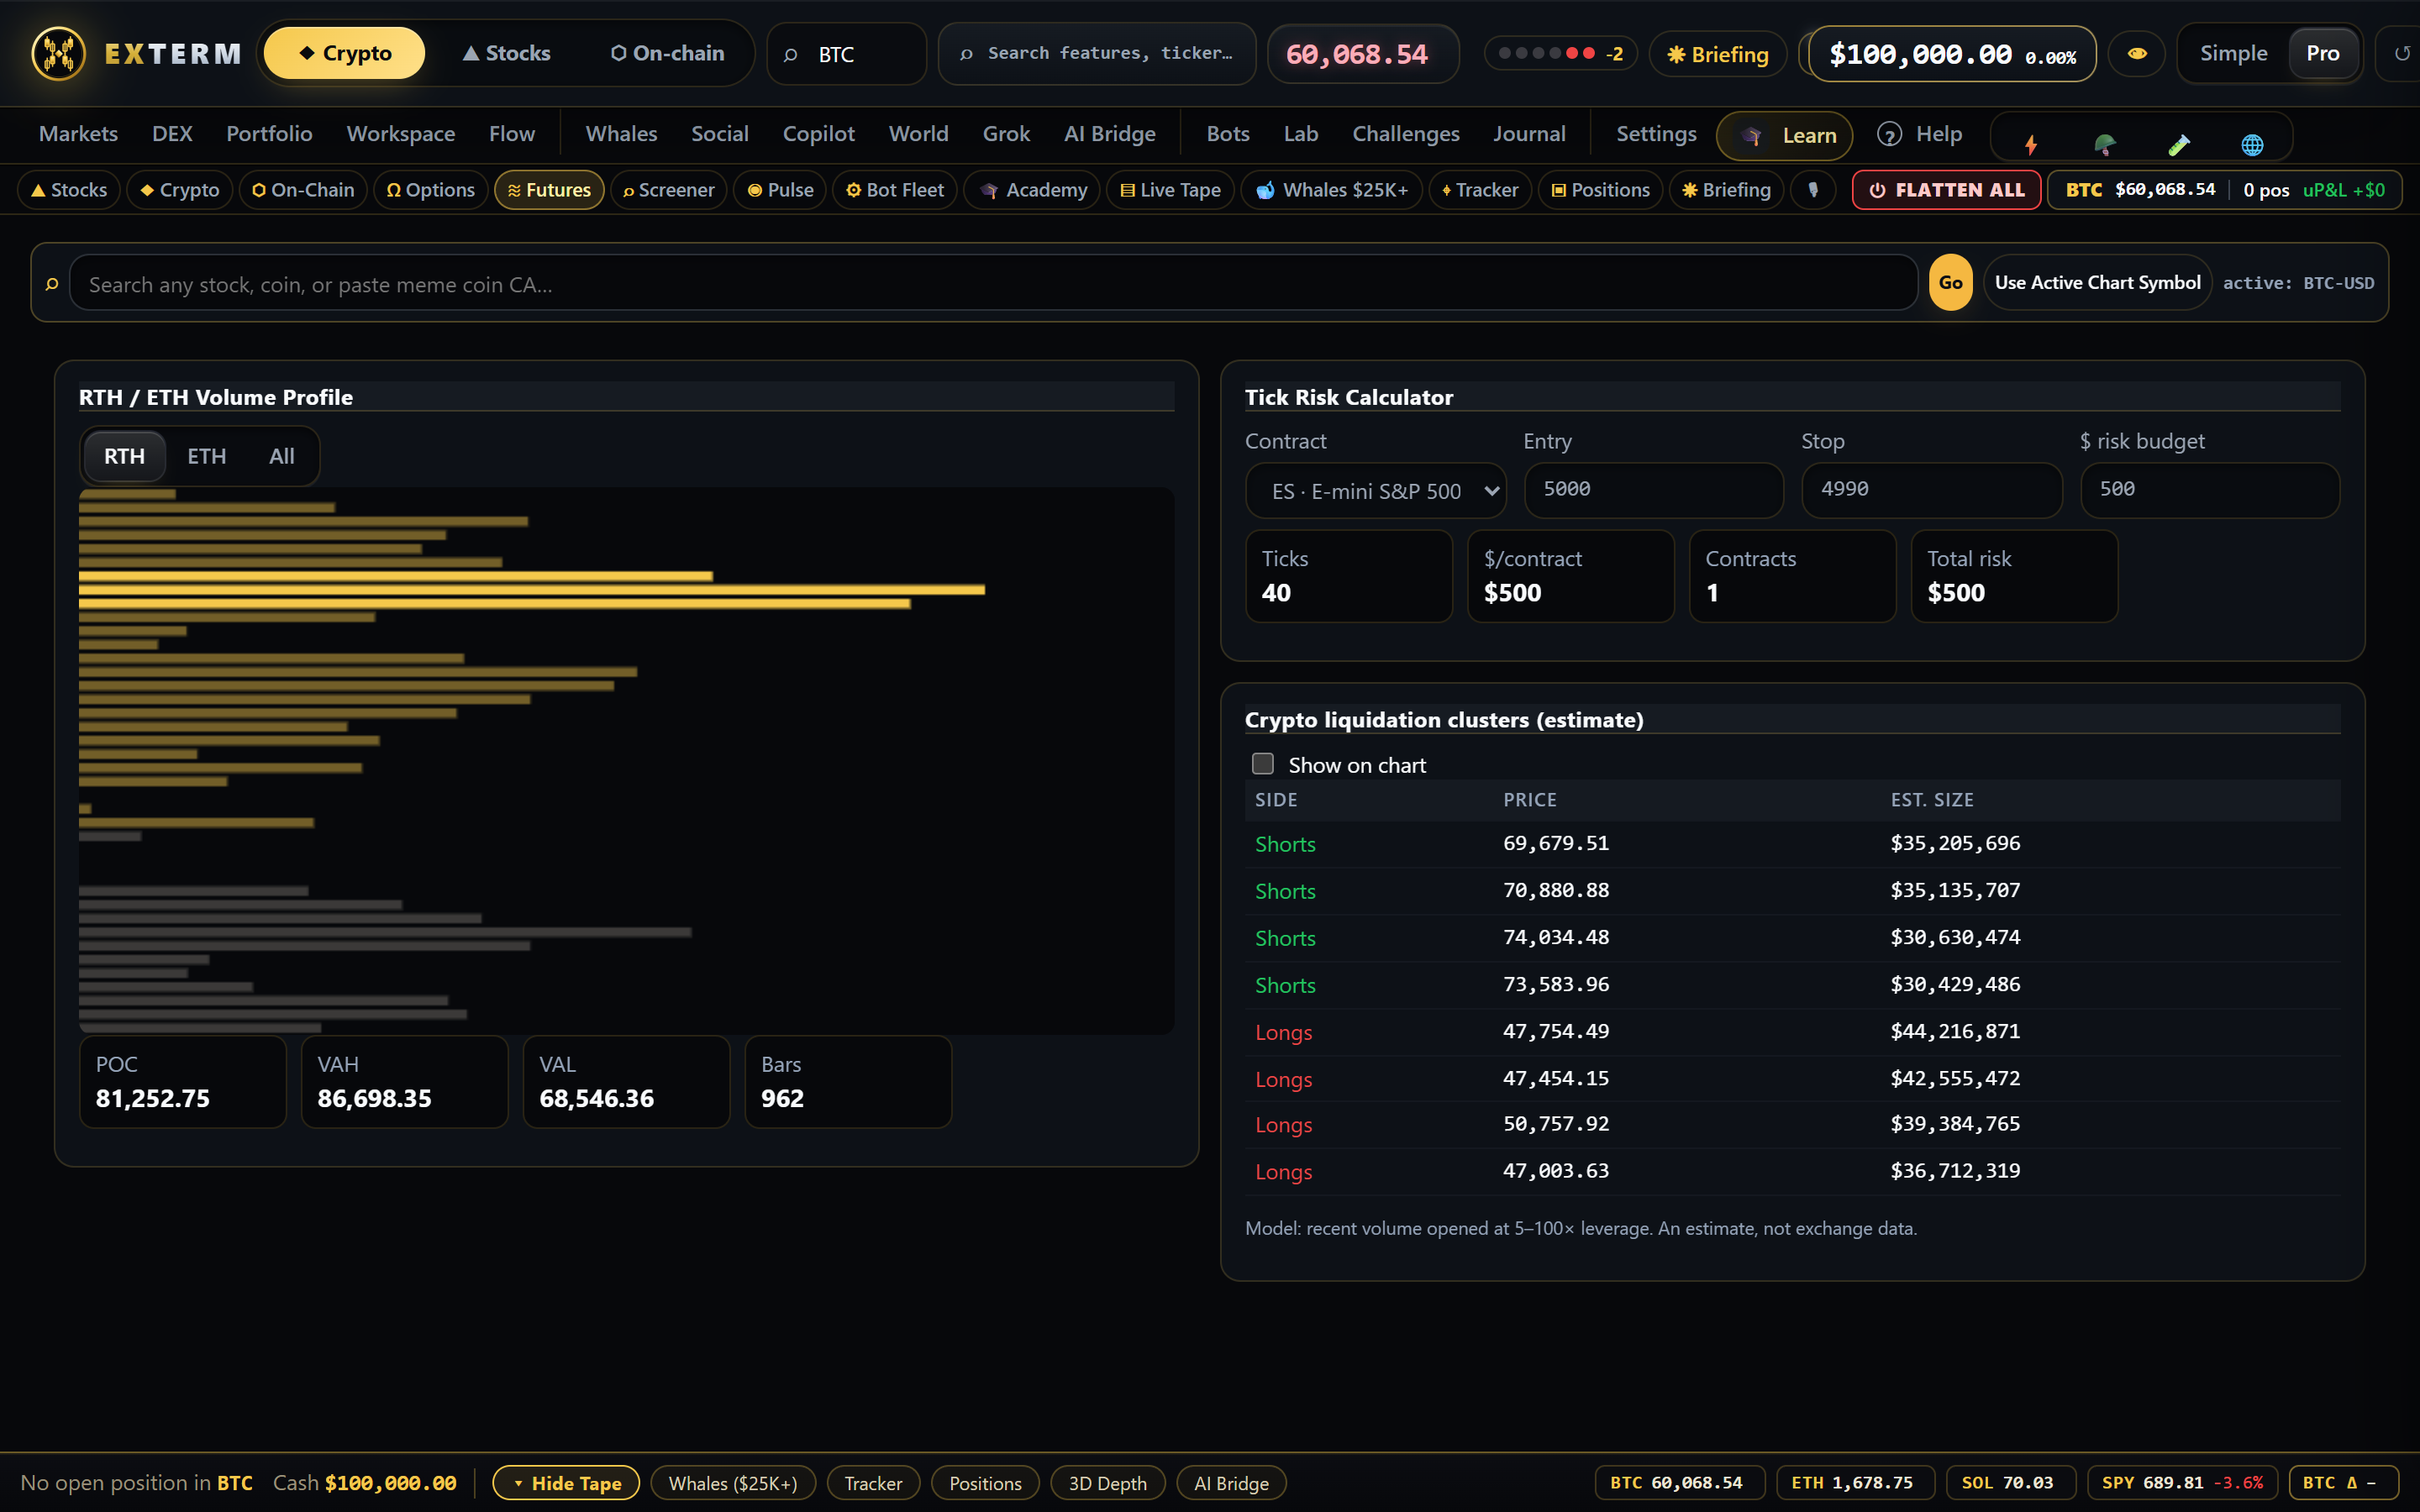 EXTERM
Crypto
Stocks
On-chain
BTC
Search features, ticker…
60,068.54
-2
Briefing
$100,000.00 0.00%
Simple
Pro
Markets
DEX
Portfolio
Workspace
Flow
Whales
Social
Copilot
World
Grok
AI Bridge
Bots
Lab
Challenges
Journal
Settings
Learn
? Help
Stocks
Crypto
On-Chain
Ω Options
Futures
Screener
Pulse
Bot Fleet
Academy
Live Tape
Whales $25K+
Tracker
Positions
Briefing
FLATTEN ALL
BTC $60,068.54 0 pos uP&L +$0
Search any stock, coin, or paste meme coin CA...
Go
Use Active Chart Symbol
active: BTC-USD
RTH / ETH Volume Profile
RTH
ETH
All
POC
81,252.75
VAH
86,698.35
VAL
68,546.36
Bars
962
Tick Risk Calculator
Contract
ES · E-mini S&P 500
Entry
5000
Stop
4990
$ risk budget
500
Ticks
40
$/contract
$500
Contracts
1
Total risk
$500
Crypto liquidation clusters (estimate)
Show on chart
SIDE PRICE EST. SIZE
Shorts 69,679.51 $35,205,696
Shorts 70,880.88 $35,135,707
Shorts 74,034.48 $30,630,474
Shorts 73,583.96 $30,429,486
Longs 47,754.49 $44,216,871
Longs 47,454.15 $42,555,472
Longs 50,757.92 $39,384,765
Longs 47,003.63 $36,712,319
Model: recent volume opened at 5–100× leverage. An estimate, not exchange data.
No open position in BTC Cash $100,000.00
Hide Tape
Whales ($25K+)
Tracker
Positions
3D Depth
AI Bridge
BTC 60,068.54
ETH 1,678.75
SOL 70.03
SPY 689.81 -3.6%
BTC Δ –